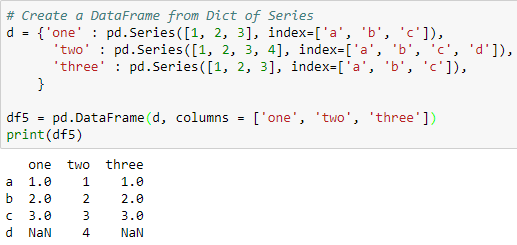 # Create a DataFrame from Dict of Series
d = {'one' : pd.Series([1, 2, 3], index=['a', 'b', 'c']),
     'two' : pd.Series([1, 2, 3, 4], index=['a', 'b', 'c', 'd']),
     'three' : pd.Series([1, 2, 3], index=['a', 'b', 'c']),
    }
df5 = pd.DataFrame(d, columns = ['one', 'two', 'three'])
print(df5)
   one  two  three
a  1.0    1    1.0
b  2.0    2    2.0
c  3.0    3    3.0
d  NaN    4    NaN